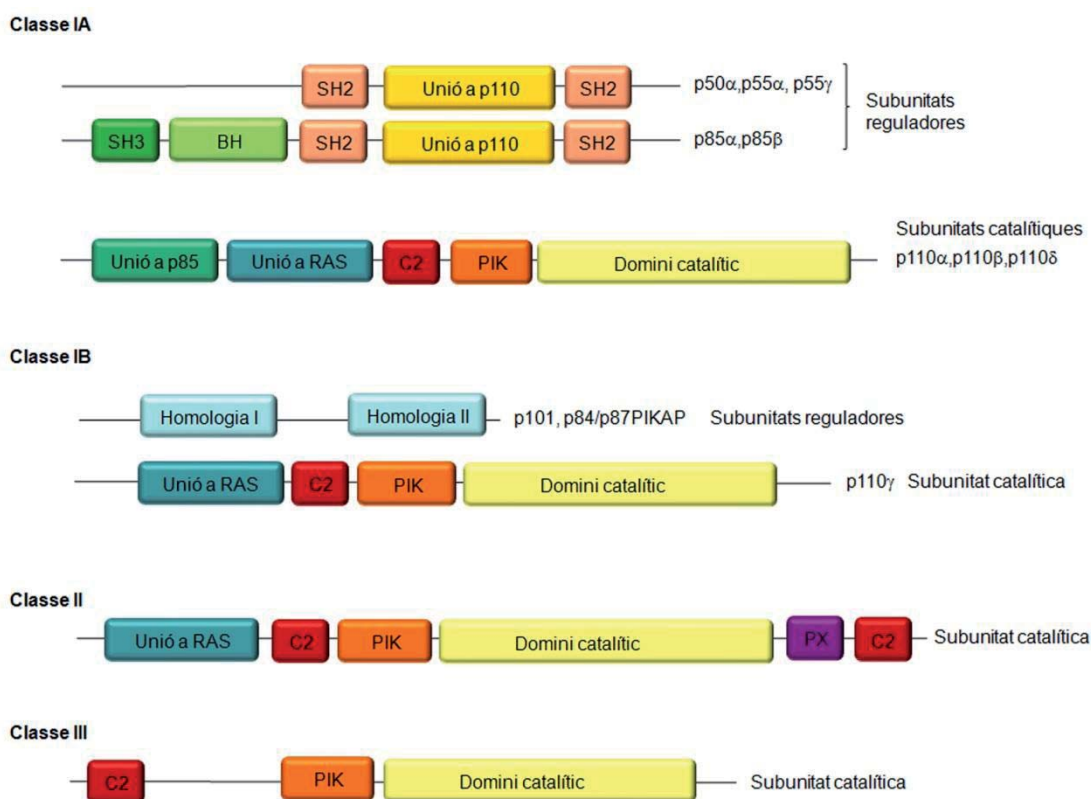 Classe IA
SH2 Unió a p110 SH2 p50α,p55α, p55γ
Subunitats
reguladores
SH3 BH SH2 Unió a p110 SH2 p85α,p85β
Subunitats catalítiques
Unió a p85 Unió a RAS C2 PIK Domini catalític p110α,p110β,p110δ
Classe IB
Homologia I Homologia II p101, p84/p87PIKAP Subunitats reguladores
Unió a RAS C2 PIK Domini catalític p110γ Subunitat catalítica
Classe II
Unió a RAS C2 PIK Domini catalític PX C2 Subunitat catalítica
Classe III
C2 PIK Domini catalític Subunitat catalítica